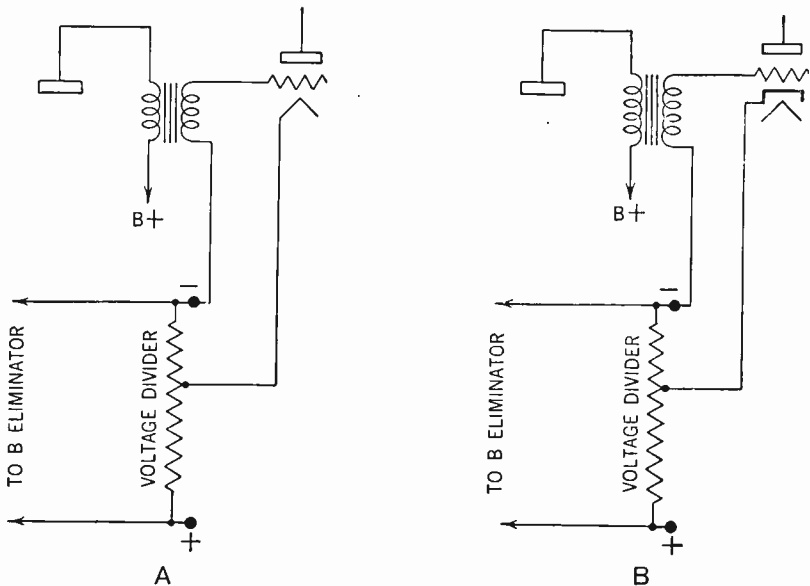 B+
−
TO B ELIMINATOR
VOLTAGE DIVIDER
+
A
B+
−
TO B ELIMINATOR
VOLTAGE DIVIDER
+
B